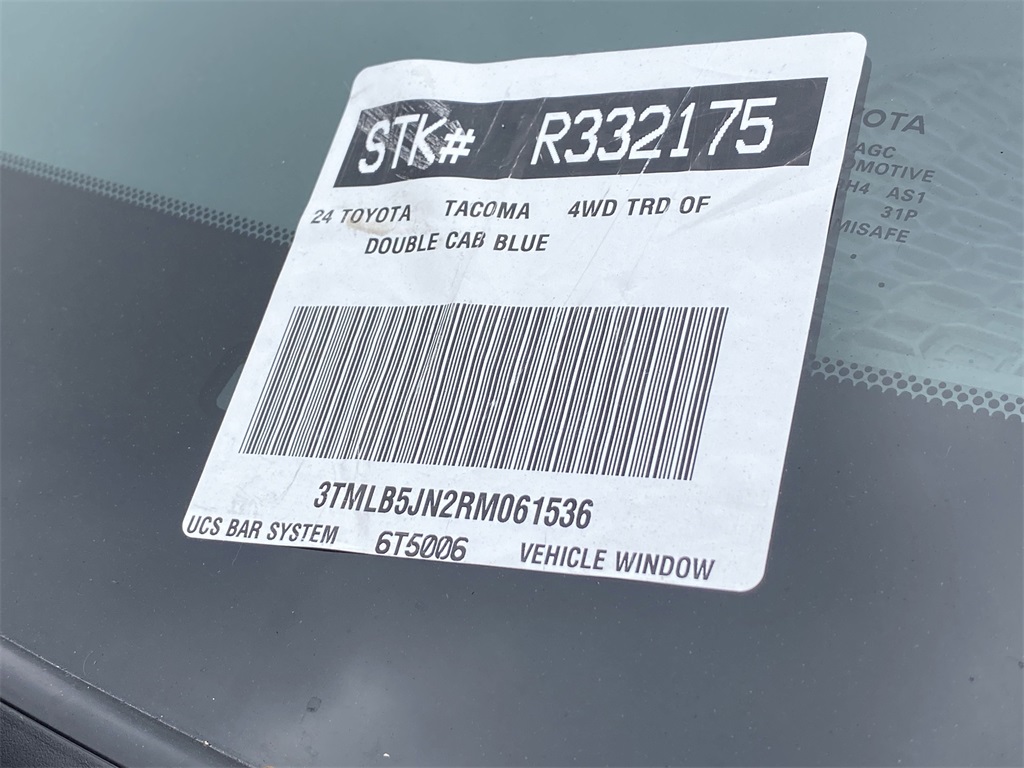 STK# R332175
24 TOYOTA TACOMA 4WD TRD OF
DOUBLE CAB BLUE
3TMLB5JN2RM061536
UCS BAR SYSTEM 6T5006 VEHICLE WINDOW
OTA
AGC
OMOTIVE
H4 AS1
31P
MISAFE